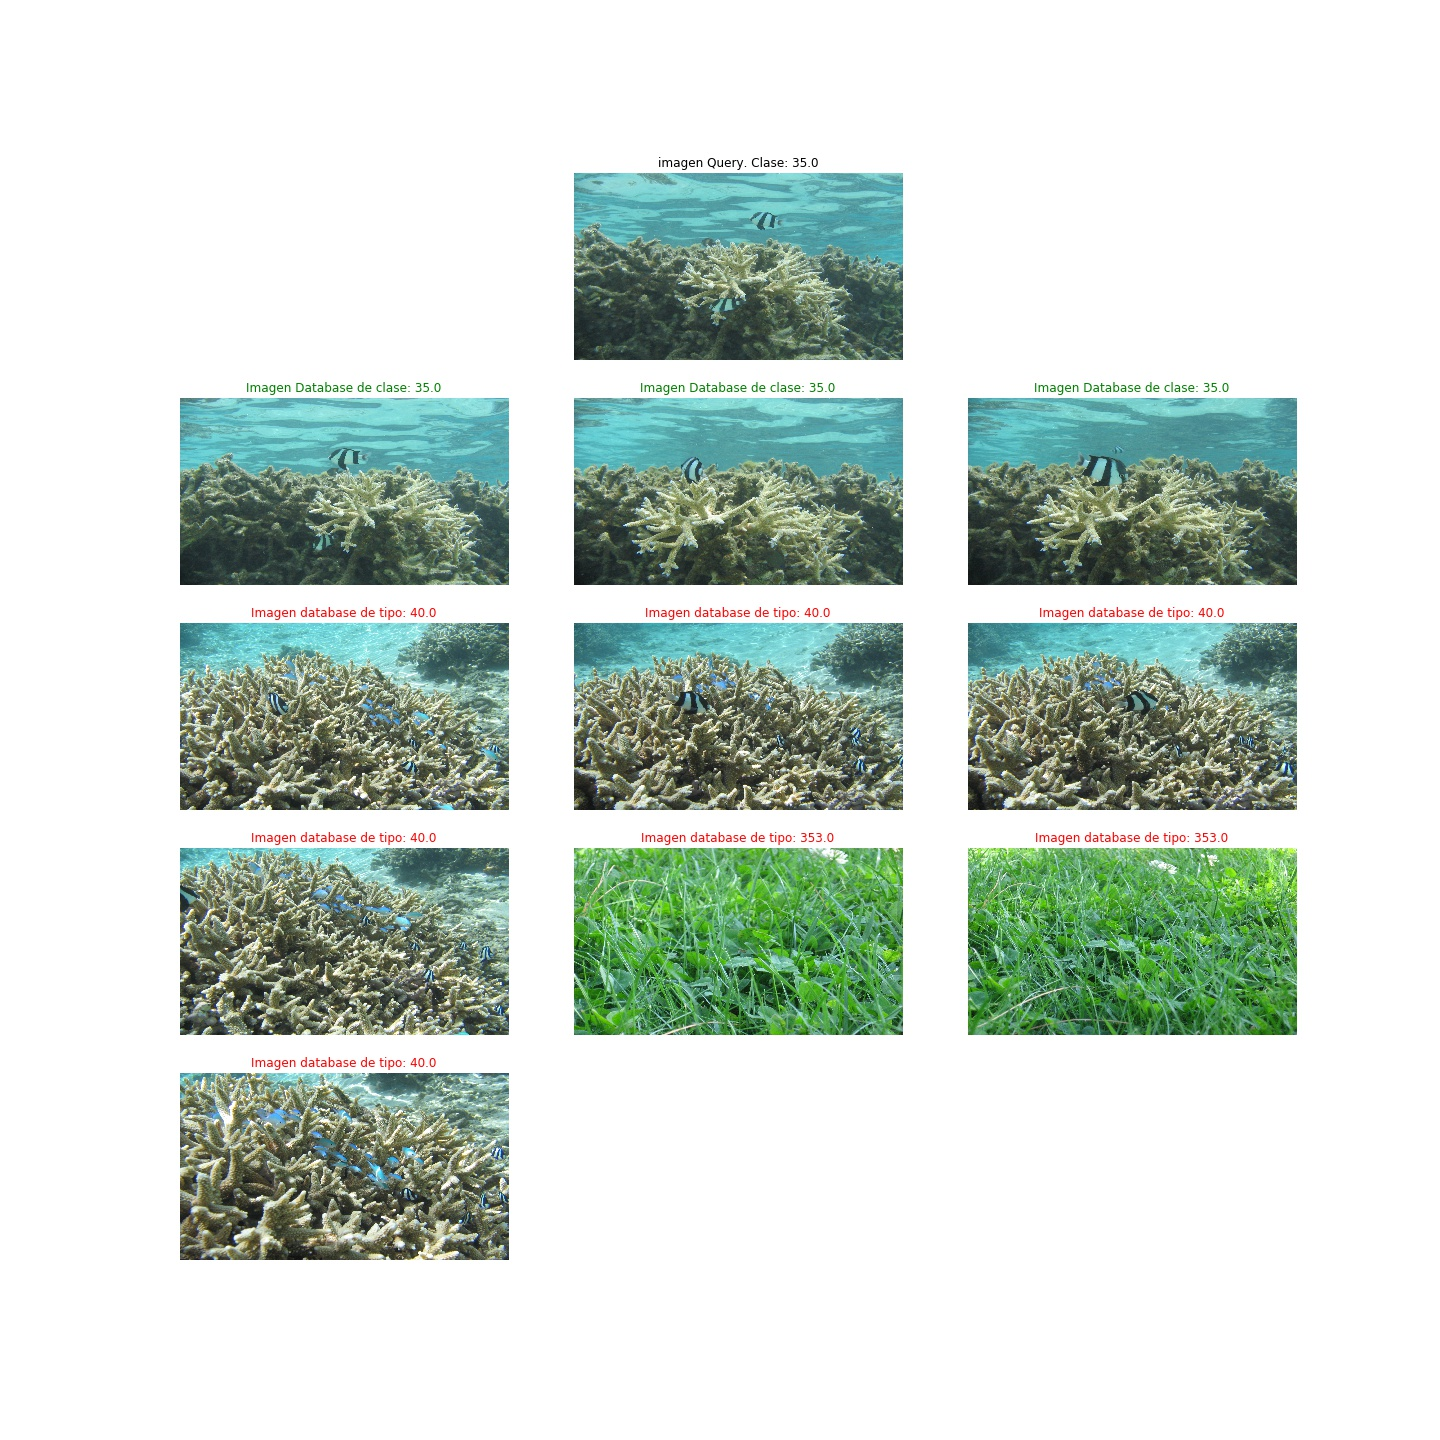 imagen Query. Clase: 35.0
Imagen Database de clase: 35.0
Imagen Database de clase: 35.0
Imagen Database de clase: 35.0
Imagen database de tipo: 40.0
Imagen database de tipo: 40.0
Imagen database de tipo: 40.0
Imagen database de tipo: 40.0
Imagen database de tipo: 353.0
Imagen database de tipo: 353.0
Imagen database de tipo: 40.0